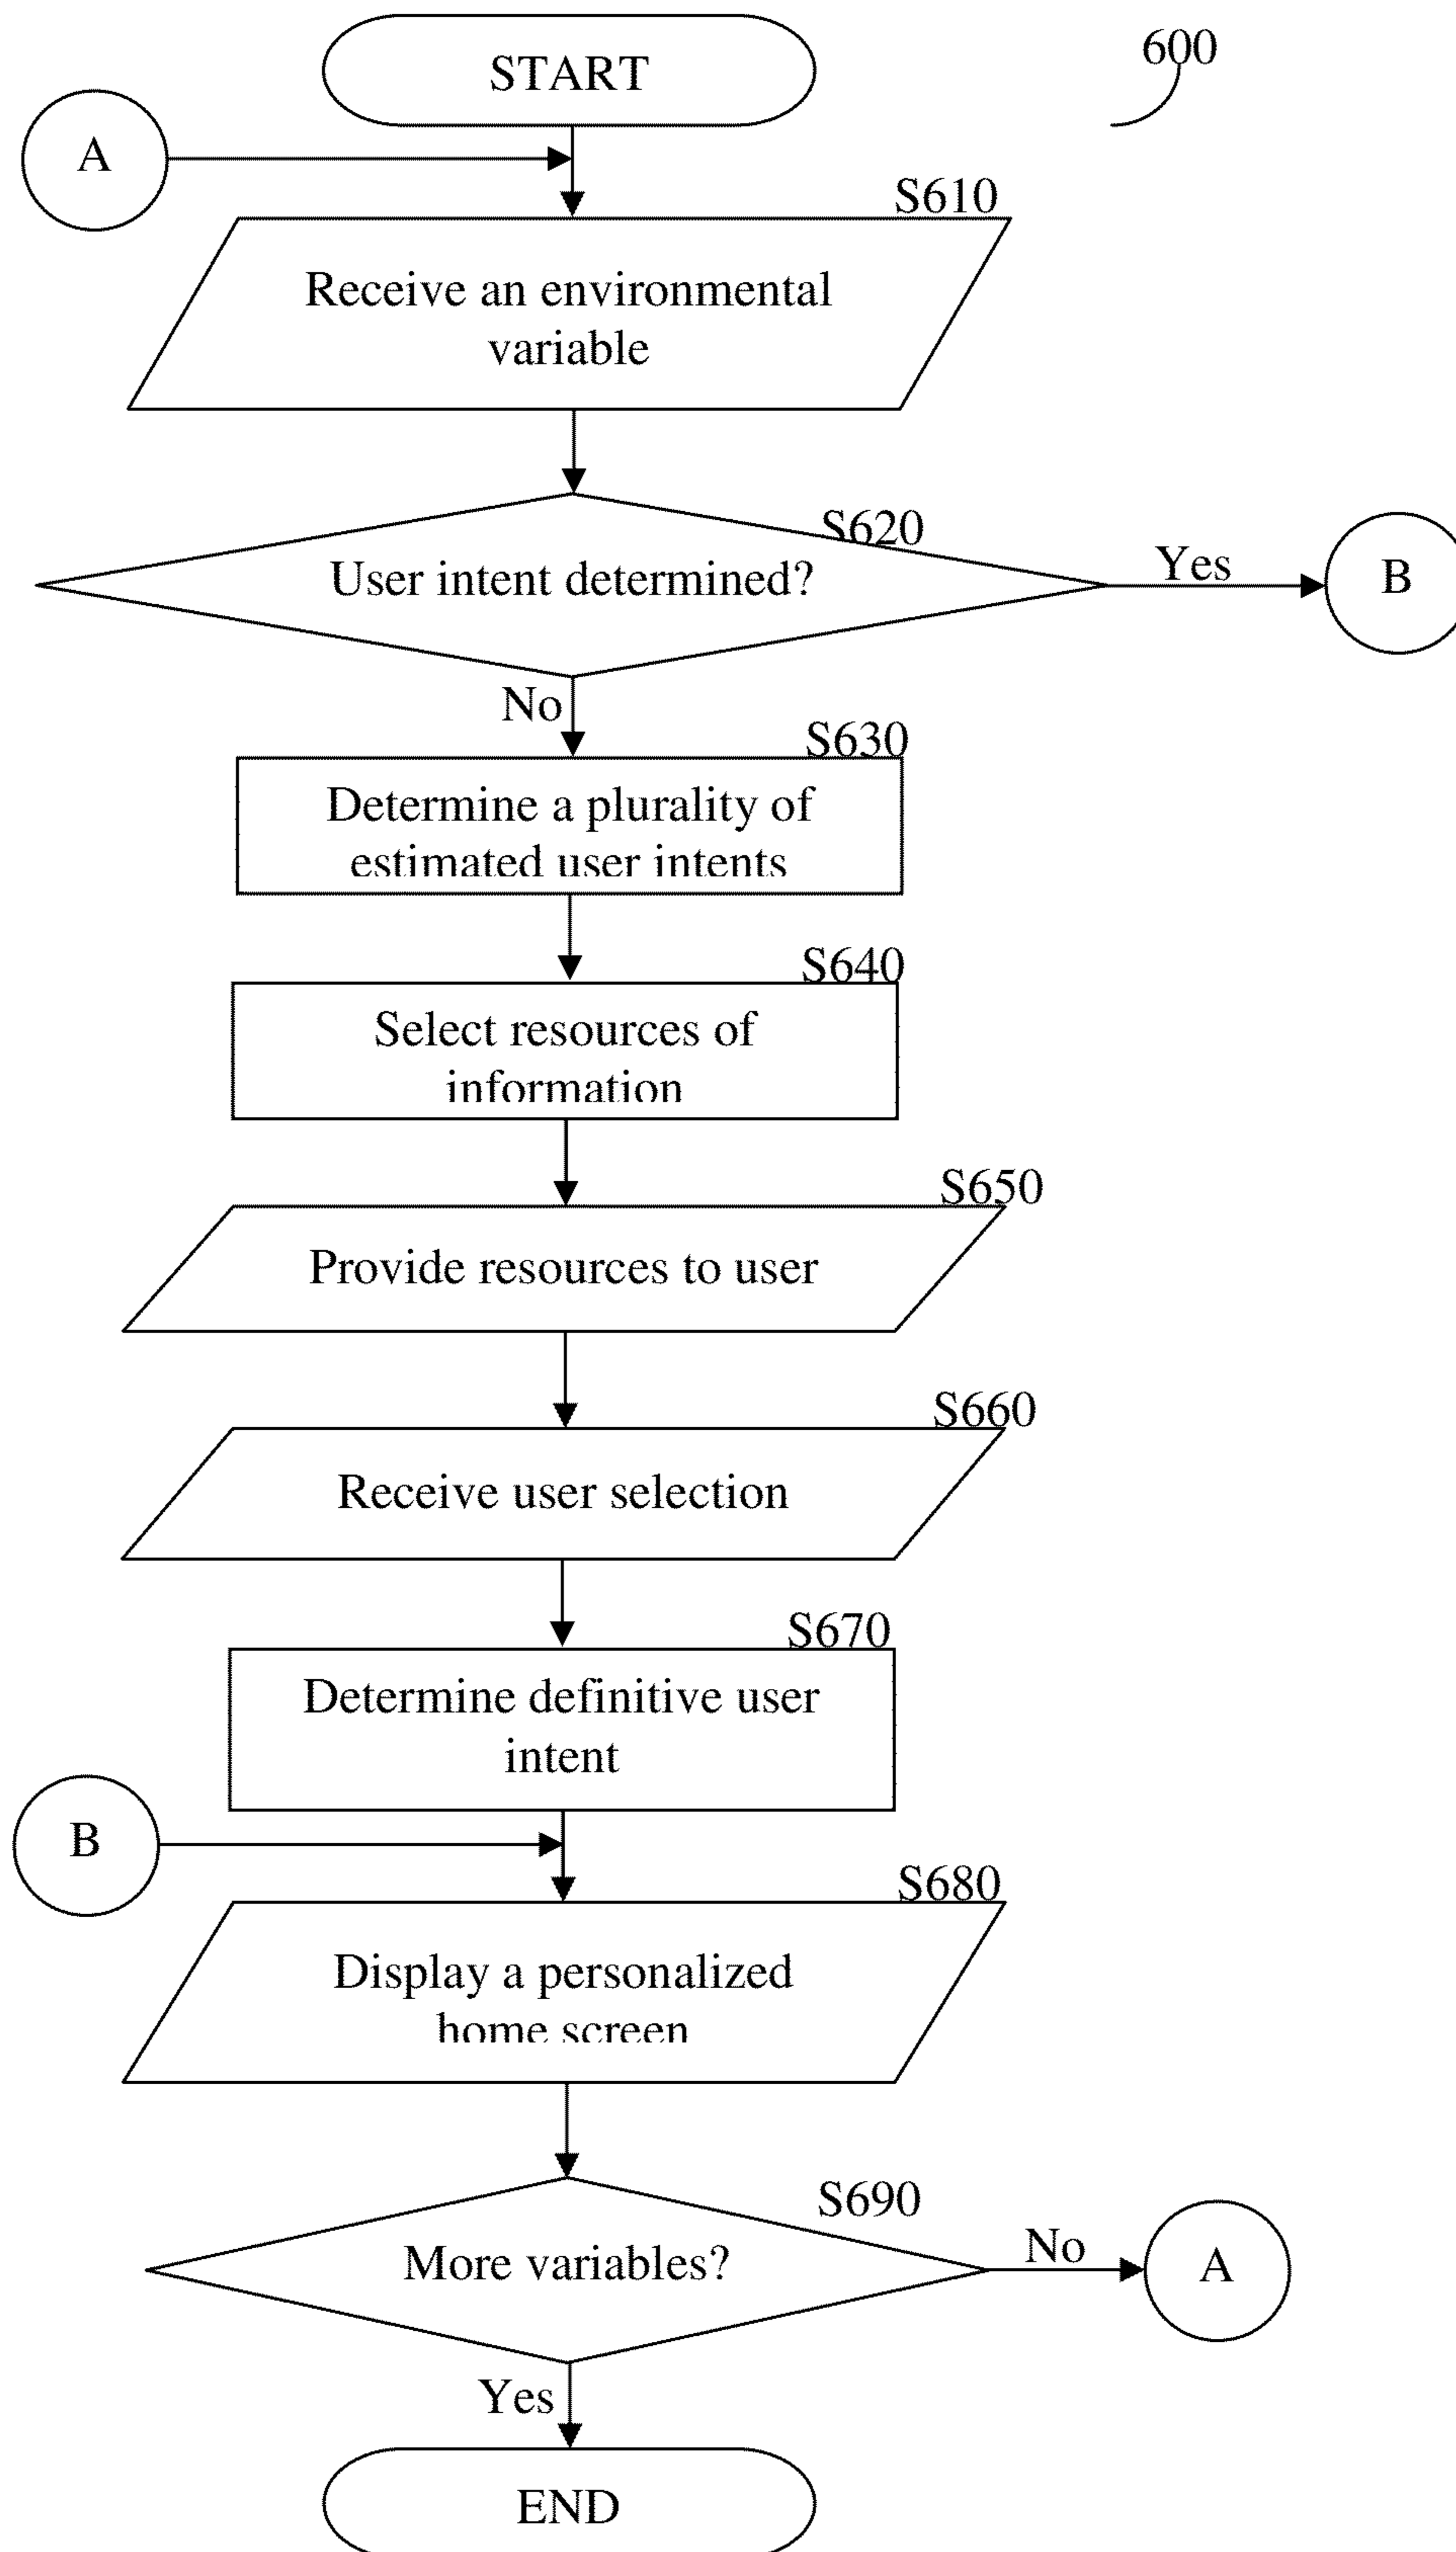 START
600
A
S610
Receive an environmental
variable
S620
User intent determined?
Yes
B
No
S630
Determine a plurality of
estimated user intents
S640
Select resources of
information
S650
Provide resources to user
S660
Receive user selection
S670
Determine definitive user
intent
B
S680
Display a personalized
home screen
S690
More variables?
No
A
Yes
END